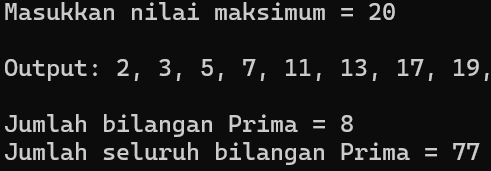 Masukkan nilai maksimum = 20
Output: 2, 3, 5, 7, 11, 13, 17, 19,
Jumlah bilangan Prima = 8
Jumlah seluruh bilangan Prima = 77